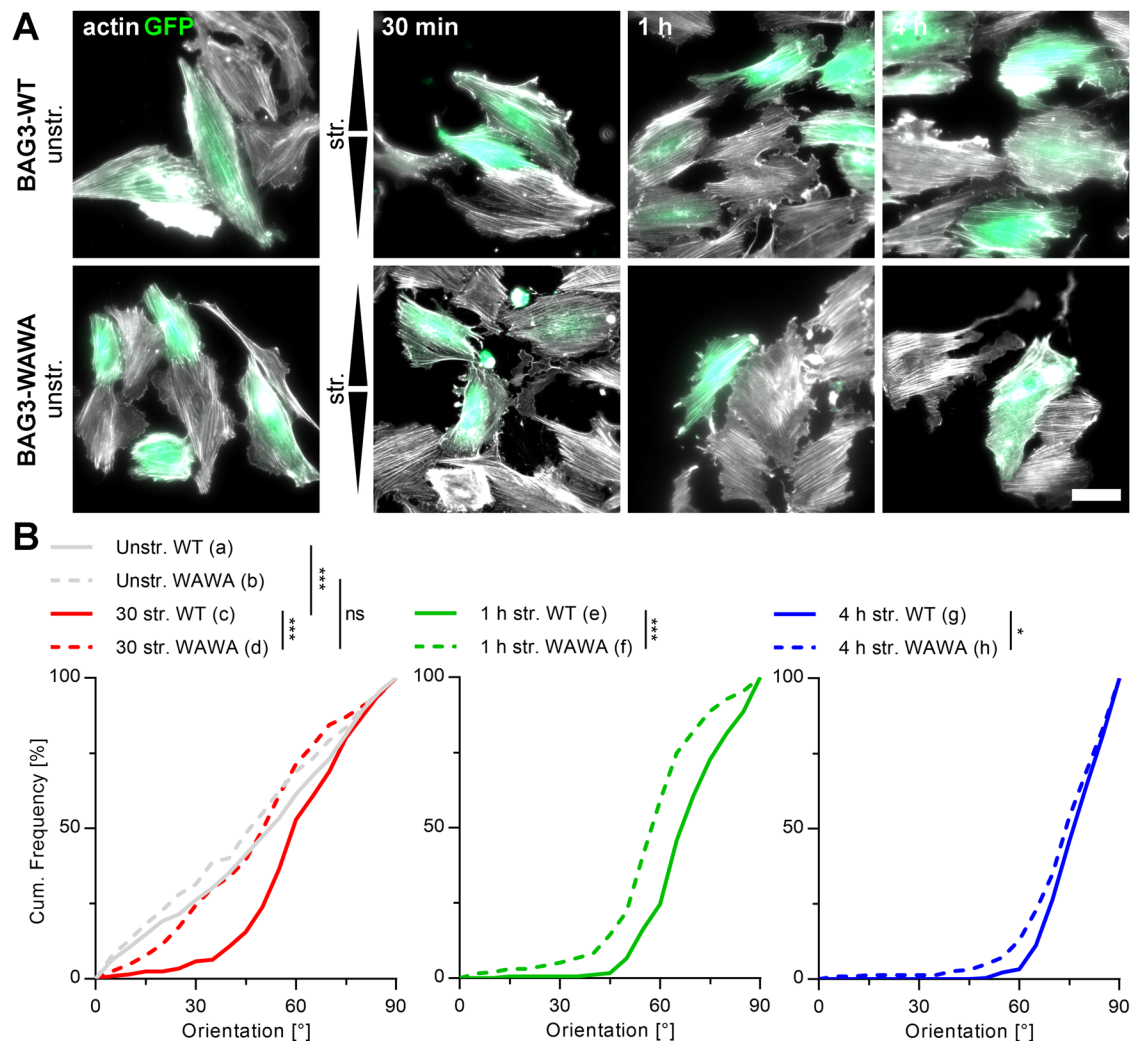 A
actin GFP
30 min
1 h
4 h
BAG3-WT
unstr.
str.
BAG3-WAWA
unstr.
str.
B
Unstr. WT (a)
Unstr. WAWA (b)
30 str. WT (c)
30 str. WAWA (d)
***
***
ns
1 h str. WT (e)
1 h str. WAWA (f)
***
4 h str. WT (g)
4 h str. WAWA (h)
*
Cum. Frequency [%]
100
50
0
0 30 60 90
Orientation [°]
100
50
0
0 30 60 90
Orientation [°]
100
50
0
0 30 60 90
Orientation [°]